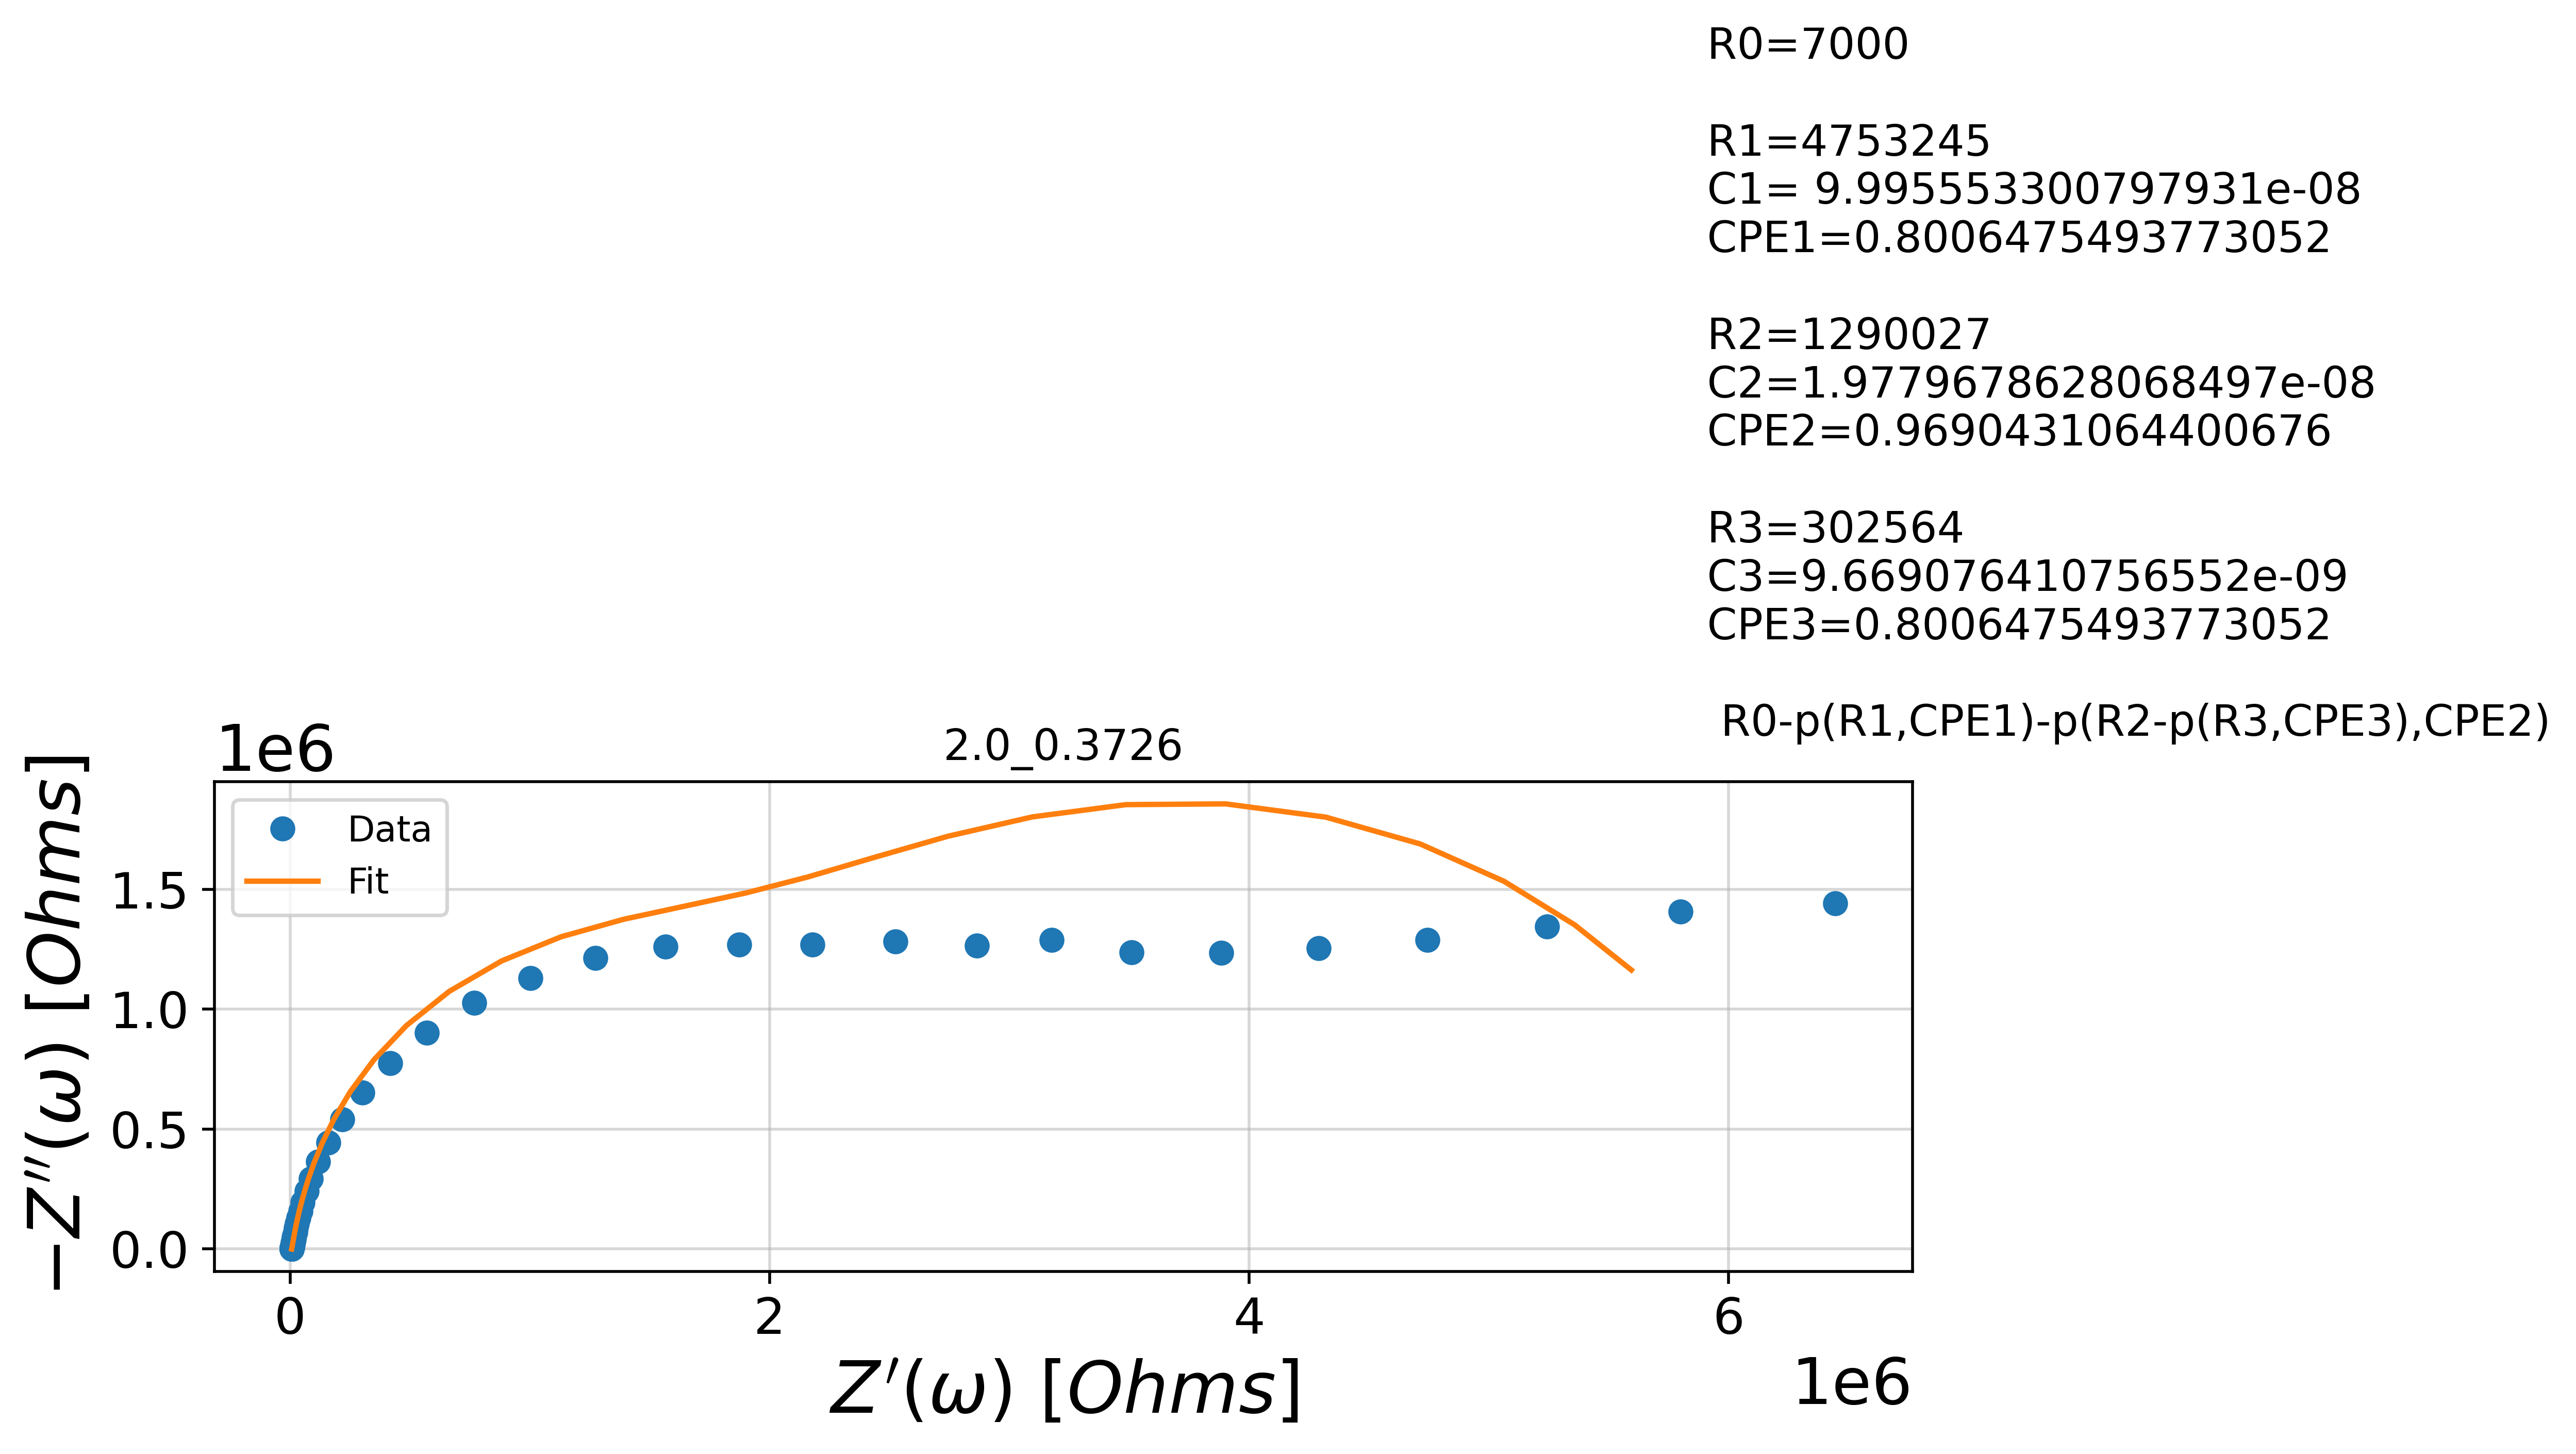 R0=7000
R1=4753245
C1= 9.995553300797931e-08
CPE1=0.8006475493773052
R2=1290027
C2=1.9779678628068497e-08
CPE2=0.9690431064400676
R3=302564
C3=9.669076410756552e-09
CPE3=0.8006475493773052
R0-p(R1,CPE1)-p(R2-p(R3,CPE3),CPE2)
2.0_0.3726
1e6
Data
Fit
−Z′′(ω) [Ohms]
1.5
1.0
0.5
0.0
0 2 4 6
Z′(ω) [Ohms]
1e6